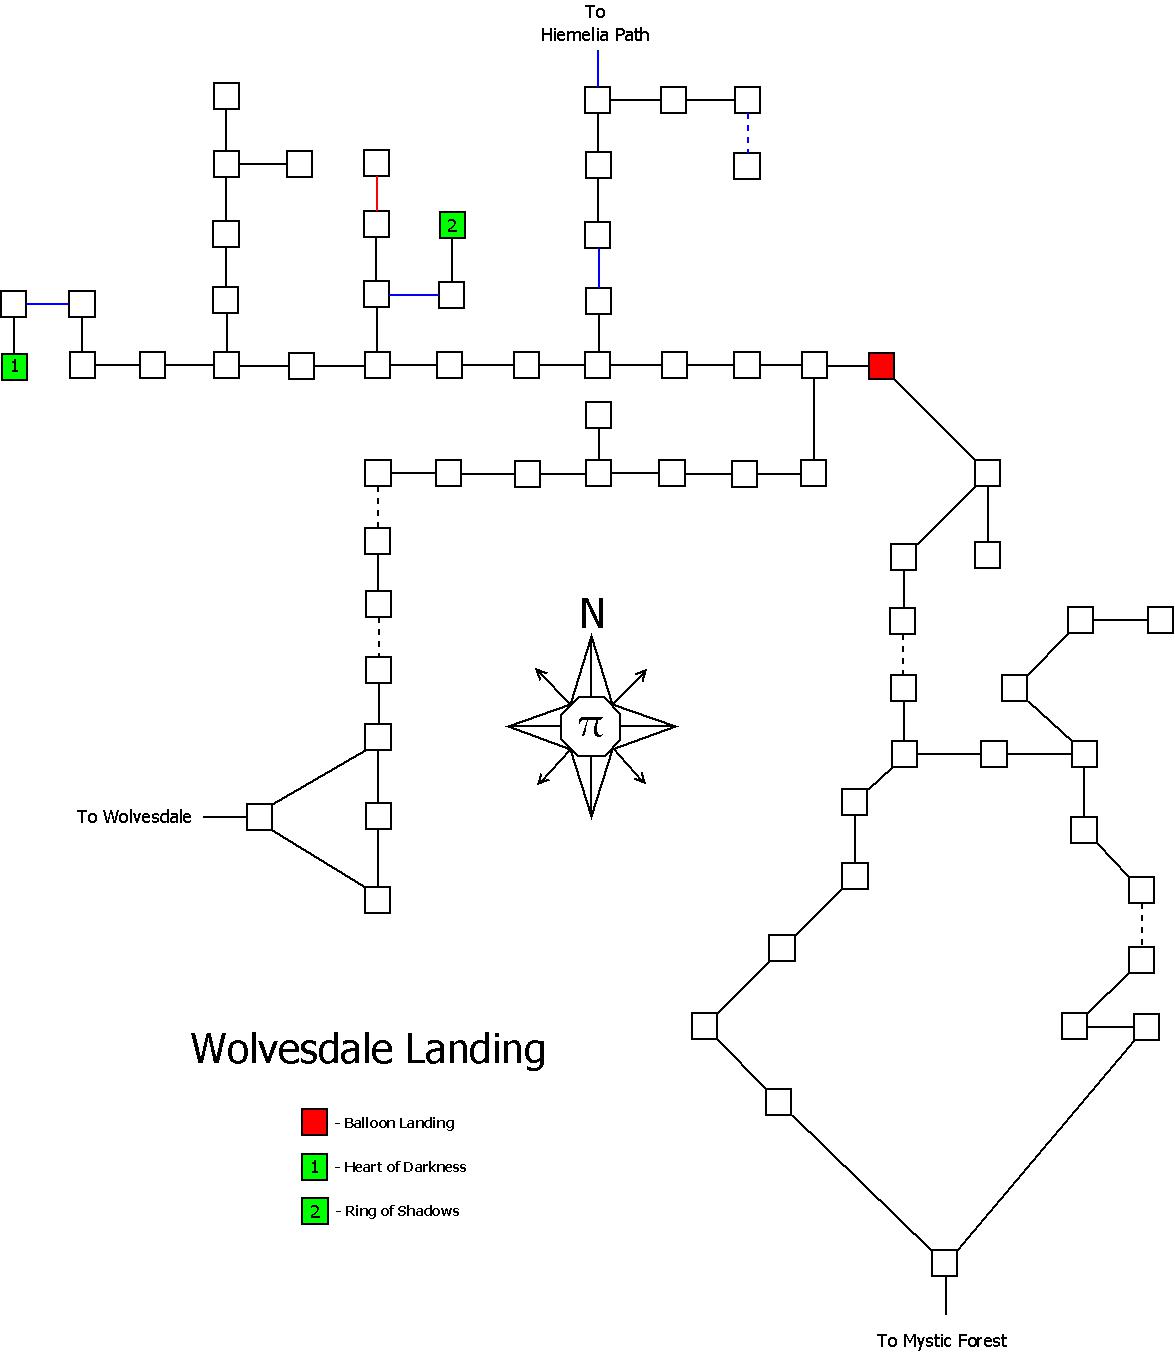 To
Hiemelia Path
2
1
N
π
To Wolvesdale
Wolvesdale Landing
- Balloon Landing
1 - Heart of Darkness
2 - Ring of Shadows
To Mystic Forest